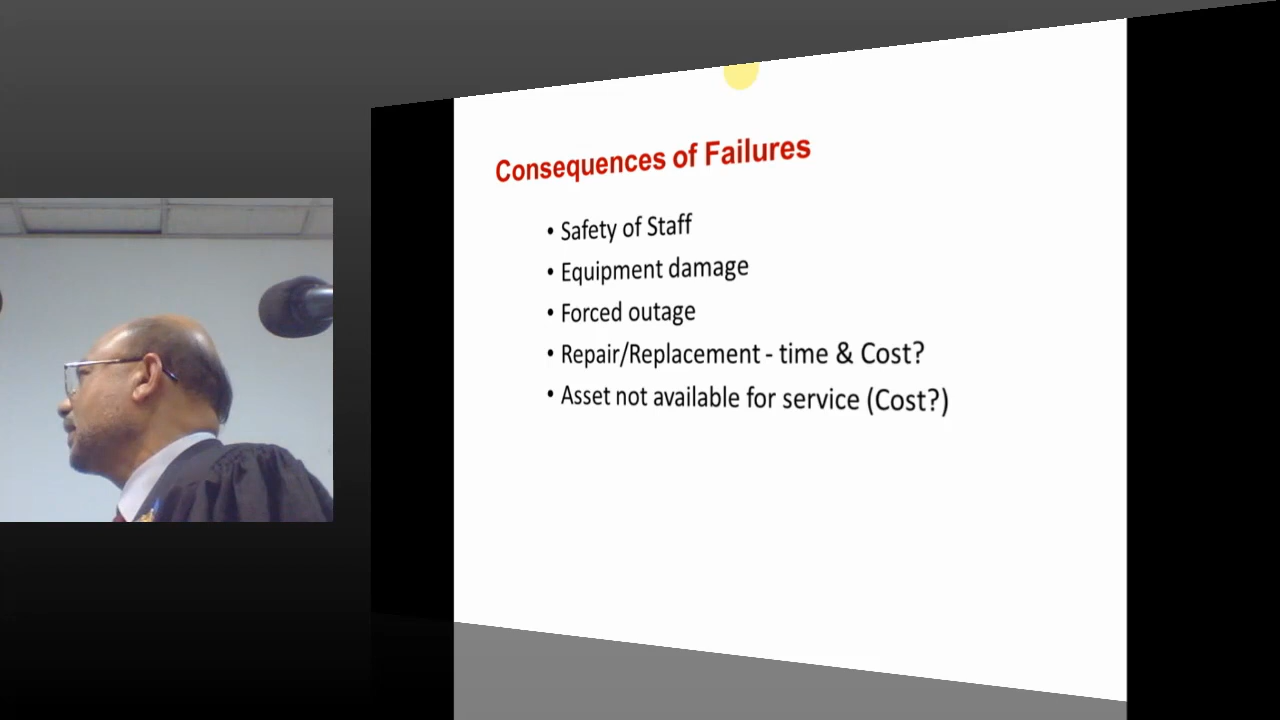 Consequences of Failures
• Safety of Staff
• Equipment damage
• Forced outage
• Repair/Replacement - time & Cost?
• Asset not available for service (Cost?)